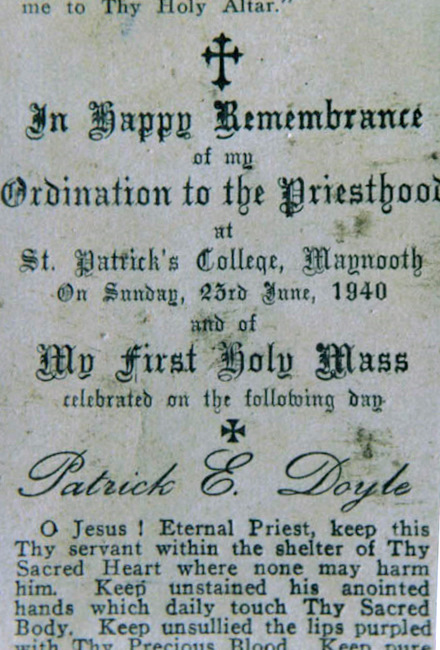 me to Thy Holy Altar."
In Happy Remembrance
of my
Ordination to the Priesthood
at
St. Patrick's College, Maynooth
On Sunday, 23rd June, 1940
and of
My First Holy Mass
celebrated on the following day
Patrick E. Doyle
O Jesus ! Eternal Priest, keep this
Thy servant within the shelter of Thy
Sacred Heart where none may harm
him. Keep unstained his anointed
hands which daily touch Thy Sacred
Body. Keep unsullied the lips purpled
with Thy Precious Blood. Keep pure